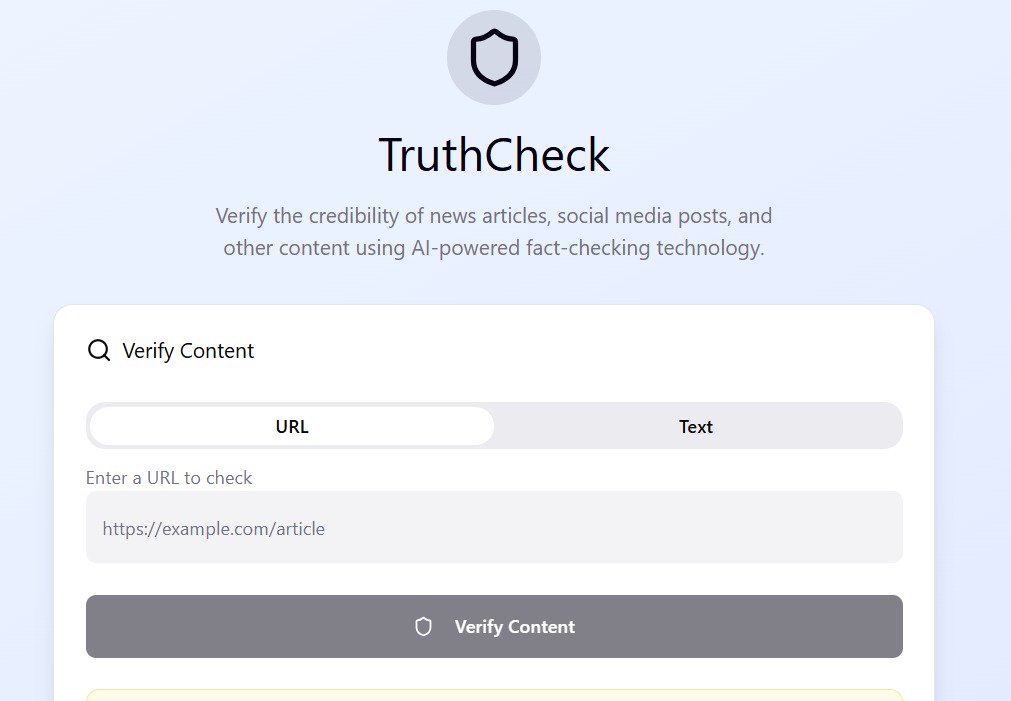 TruthCheck
Verify the credibility of news articles, social media posts, and
other content using AI-powered fact-checking technology.
Verify Content
URL
Text
Enter a URL to check
https://example.com/article
Verify Content